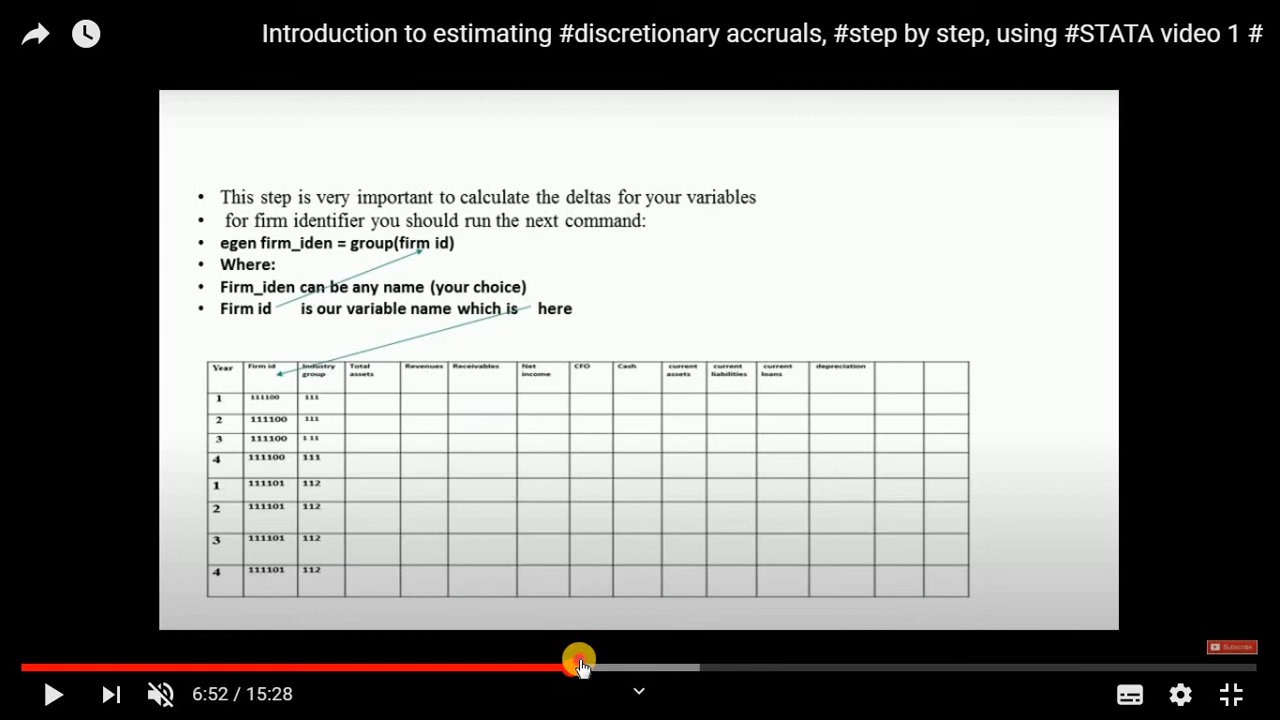 Introduction to estimating #discretionary accruals, #step by step, using #STATA video 1 #
• This step is very important to calculate the deltas for your variables
• for firm identifier you should run the next command:
• egen firm_iden = group(firm id)
• Where:
• Firm_iden can be any name (your choice)
• Firm id is our variable name which is here
Year Firm id Industry group Total assets Revenues Receivables Net income CFO Cash current assets current liabilities current loans depreciation
1 111100 111
2 111100 111
3 111100 1 11
4 111100 111
1 111101 112
2 111101 112
3 111101 112
4 111101 112
Subscribe
6:52 / 15:28